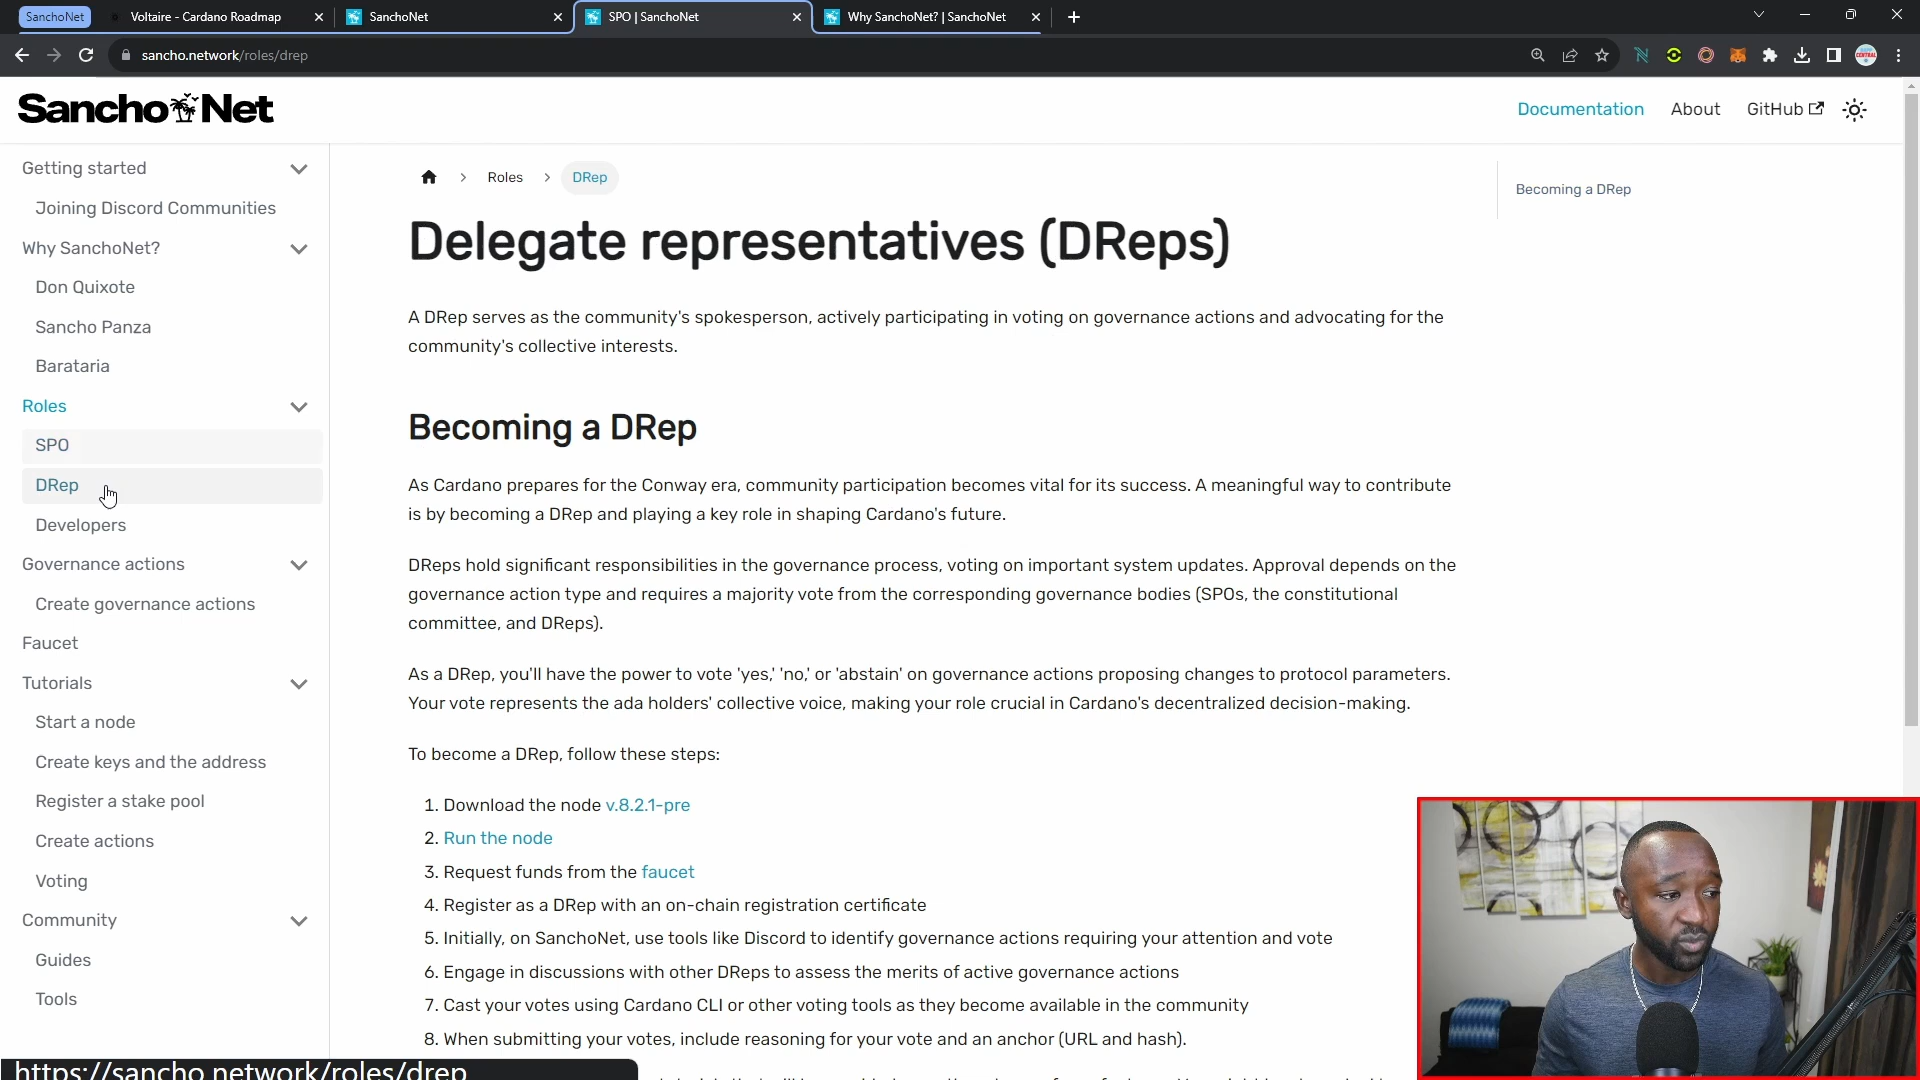 SanchoNet
Voltaire - Cardano Roadmap
SanchoNet
SPO | SanchoNet
Why SanchoNet? | SanchoNet
sancho.network/roles/drep
Sancho Net
Documentation
About
GitHub
Getting started
Joining Discord Communities
Why SanchoNet?
Don Quixote
Sancho Panza
Barataria
Roles
SPO
DRep
Developers
Governance actions
Create governance actions
Faucet
Tutorials
Start a node
Create keys and the address
Register a stake pool
Create actions
Voting
Community
Guides
Tools
Roles > DRep
Delegate representatives (DReps)
A DRep serves as the community's spokesperson, actively participating in voting on governance actions and advocating for the
community's collective interests.
Becoming a DRep
As Cardano prepares for the Conway era, community participation becomes vital for its success. A meaningful way to contribute
is by becoming a DRep and playing a key role in shaping Cardano's future.
DReps hold significant responsibilities in the governance process, voting on important system updates. Approval depends on the
governance action type and requires a majority vote from the corresponding governance bodies (SPOs, the constitutional
committee, and DReps).
As a DRep, you'll have the power to vote 'yes,' 'no,' or 'abstain' on governance actions proposing changes to protocol parameters.
Your vote represents the ada holders' collective voice, making your role crucial in Cardano's decentralized decision-making.
To become a DRep, follow these steps:
1. Download the node v.8.2.1-pre
2. Run the node
3. Request funds from the faucet
4. Register as a DRep with an on-chain registration certificate
5. Initially, on SanchoNet, use tools like Discord to identify governance actions requiring your attention and vote
6. Engage in discussions with other DReps to assess the merits of active governance actions
7. Cast your votes using Cardano CLI or other voting tools as they become available in the community
8. When submitting your votes, include reasoning for your vote and an anchor (URL and hash).
Becoming a DRep
https://sancho.network/roles/drep